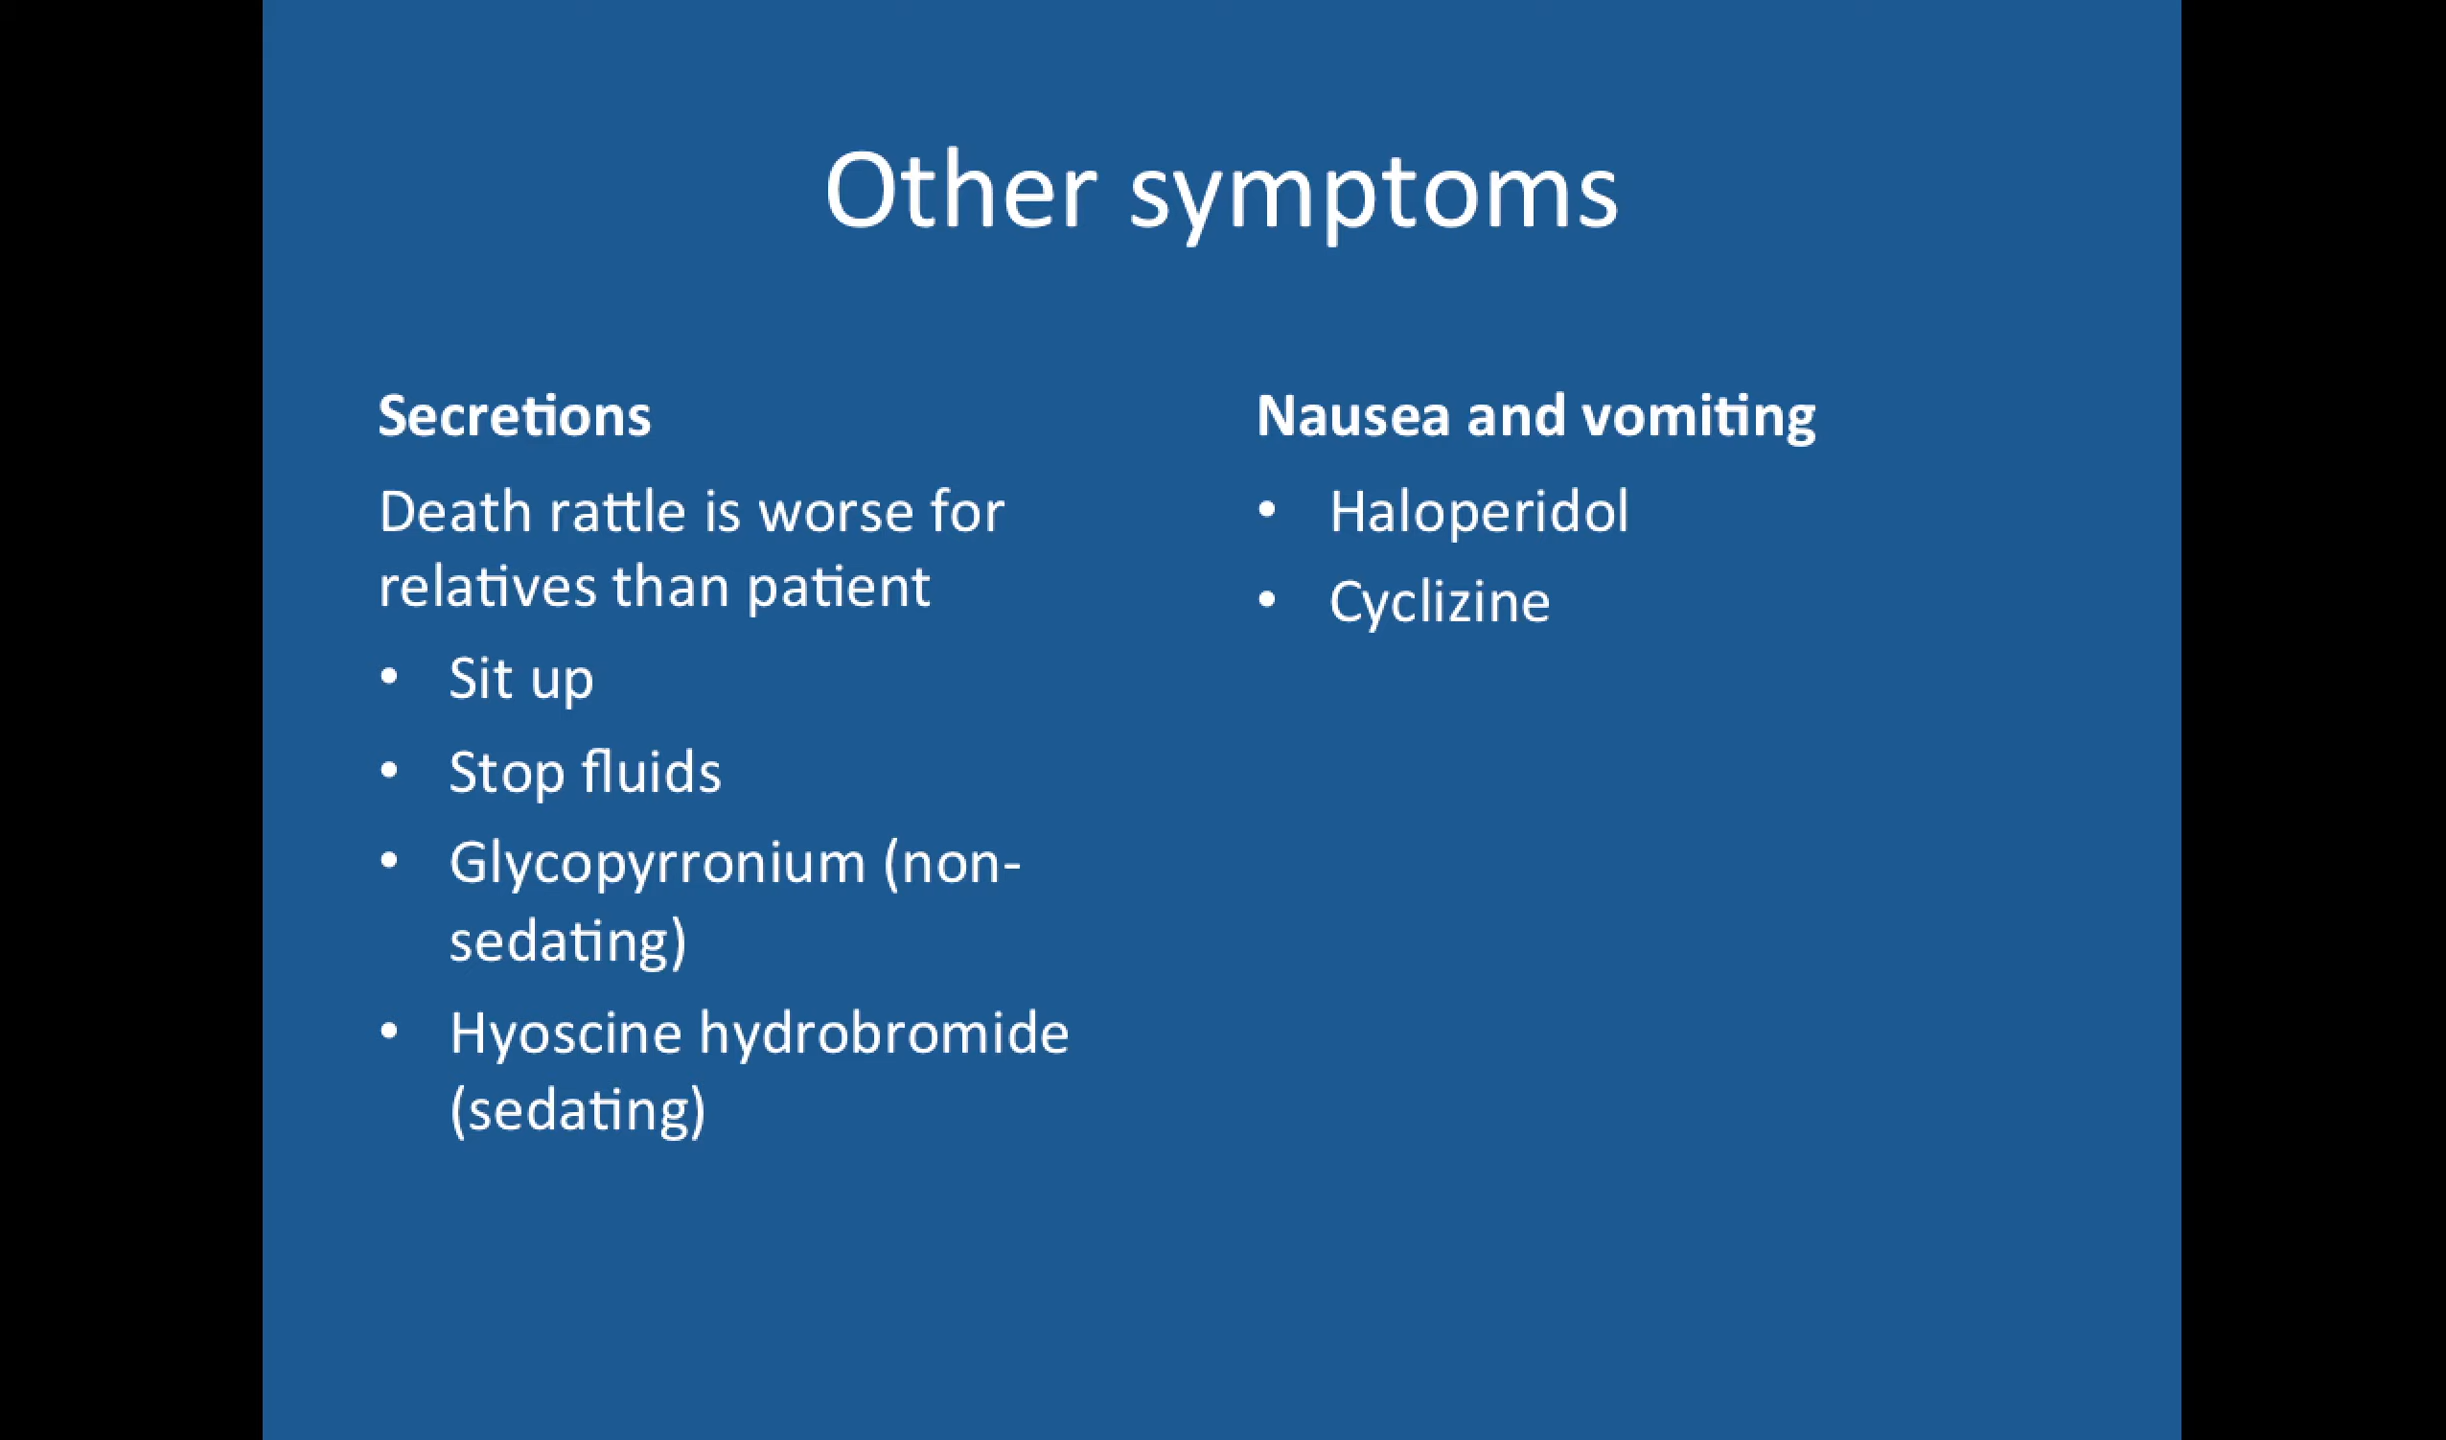 Other symptoms
Secretions
Death rattle is worse for
relatives than patient
• Sit up
• Stop fluids
• Glycopyrronium (non-
sedating)
• Hyoscine hydrobromide
(sedating)
Nausea and vomiting
• Haloperidol
• Cyclizine